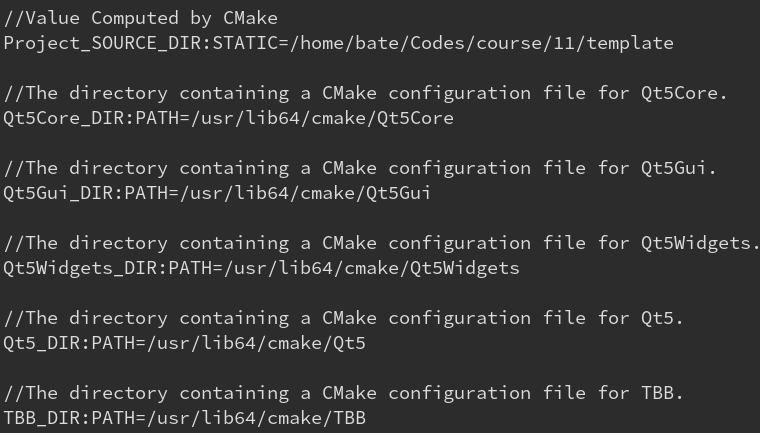 //Value Computed by CMake
Project_SOURCE_DIR:STATIC=/home/bate/Codes/course/11/template
//The directory containing a CMake configuration file for Qt5Core.
Qt5Core_DIR:PATH=/usr/lib64/cmake/Qt5Core
//The directory containing a CMake configuration file for Qt5Gui.
Qt5Gui_DIR:PATH=/usr/lib64/cmake/Qt5Gui
//The directory containing a CMake configuration file for Qt5Widgets.
Qt5Widgets_DIR:PATH=/usr/lib64/cmake/Qt5Widgets
//The directory containing a CMake configuration file for Qt5.
Qt5_DIR:PATH=/usr/lib64/cmake/Qt5
//The directory containing a CMake configuration file for TBB.
TBB_DIR:PATH=/usr/lib64/cmake/TBB